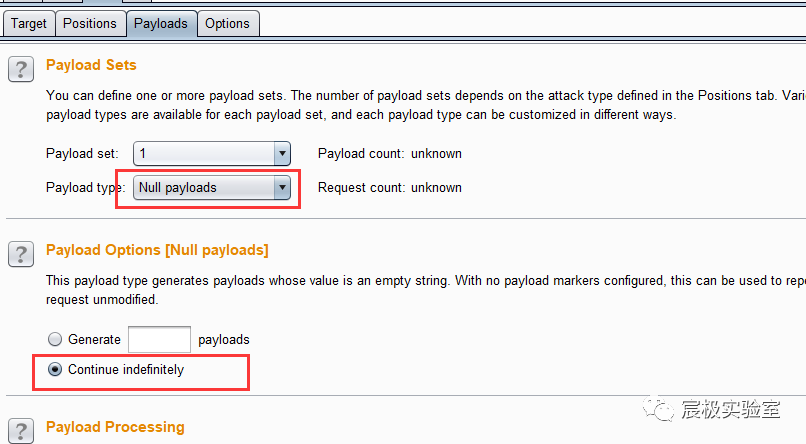 Target Positions Payloads Options
Payload Sets
You can define one or more payload sets. The number of payload sets depends on the attack type defined in the Positions tab. Vari
payload types are available for each payload set, and each payload type can be customized in different ways.
Payload set: 1 Payload count: unknown
Payload type: Null payloads Request count: unknown
Payload Options [Null payloads]
This payload type generates payloads whose value is an empty string. With no payload markers configured, this can be used to repe
request unmodified.
Generate payloads
Continue indefinitely
宸极实验室
Payload Processing